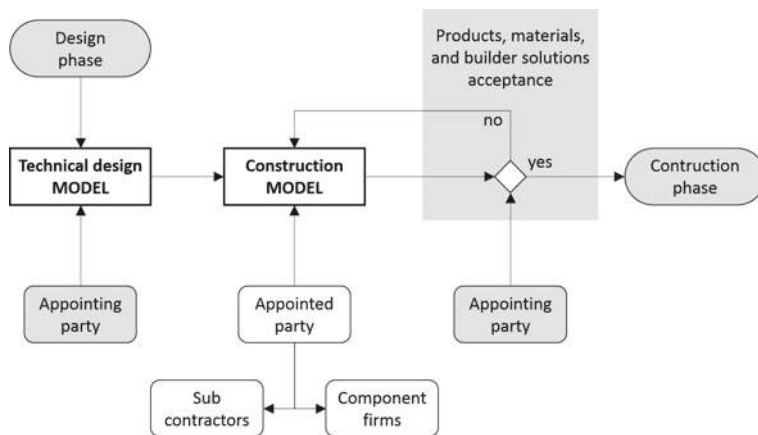 Design
phase
Products, materials,
and builder solutions
acceptance
no
yes
Technical design
MODEL
Construction
MODEL
Contruction
phase
Appointing
party
Appointed
party
Appointing
party
Sub
contractors
Component
firms